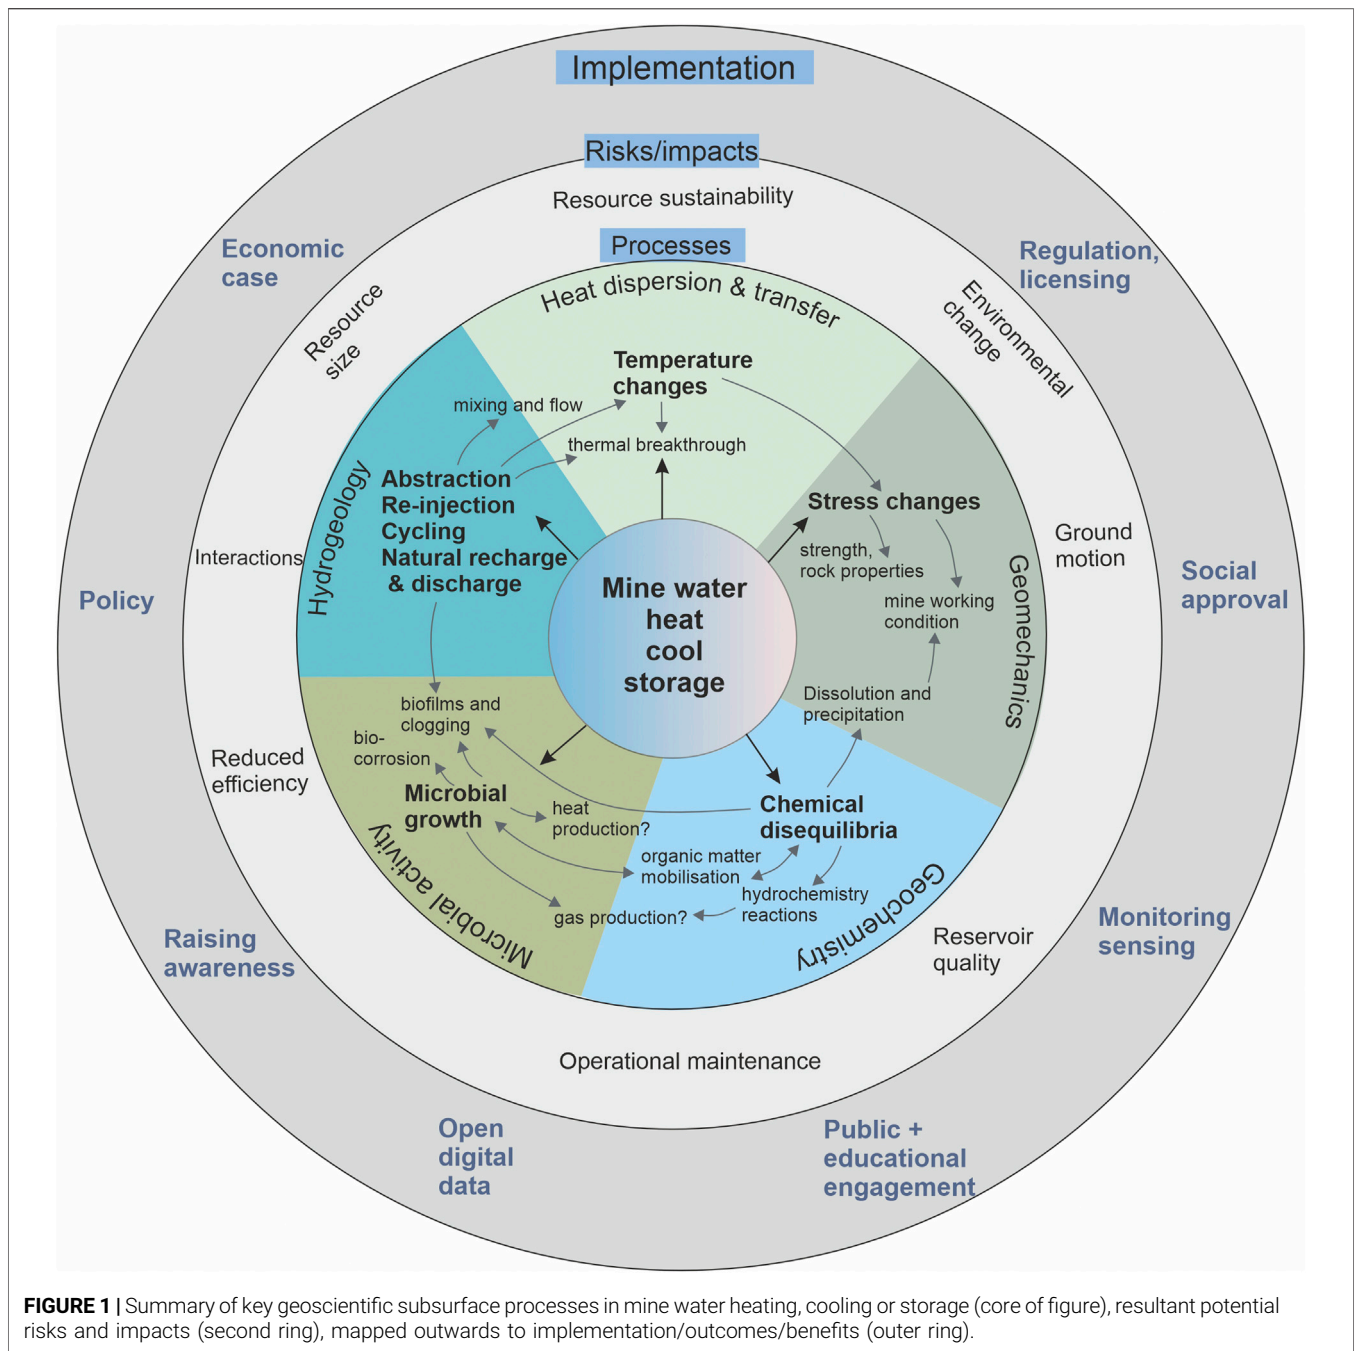 Implementation
Risks/impacts
Resource sustainability
Processes
Heat dispersion & transfer
Economic
case
Regulation,
licensing
Resource
size
Environmental
change
Temperature
changes
mixing and flow
thermal breakthrough
Hydrogeology
Abstraction
Re-injection
Cycling
Natural recharge
& discharge
Stress changes
strength,
rock properties
mine working
condition
Geomechanics
Ground
motion
Interactions
Policy
Social
approval
Mine water
heat
cool
storage
Dissolution and
precipitation
biofilms and
clogging
bio-
corrosion
Microbial
growth
heat
production?
Chemical
disequilibria
organic matter
mobilisation
hydrochemistry
reactions
gas production?
Microbial activity
Geochemistry
Reduced
efficiency
Reservoir
quality
Raising
awareness
Monitoring
sensing
Operational maintenance
Open
digital
data
Public +
educational
engagement
FIGURE 1 | Summary of key geoscientific subsurface processes in mine water heating, cooling or storage (core of figure), resultant potential
risks and impacts (second ring), mapped outwards to implementation/outcomes/benefits (outer ring).